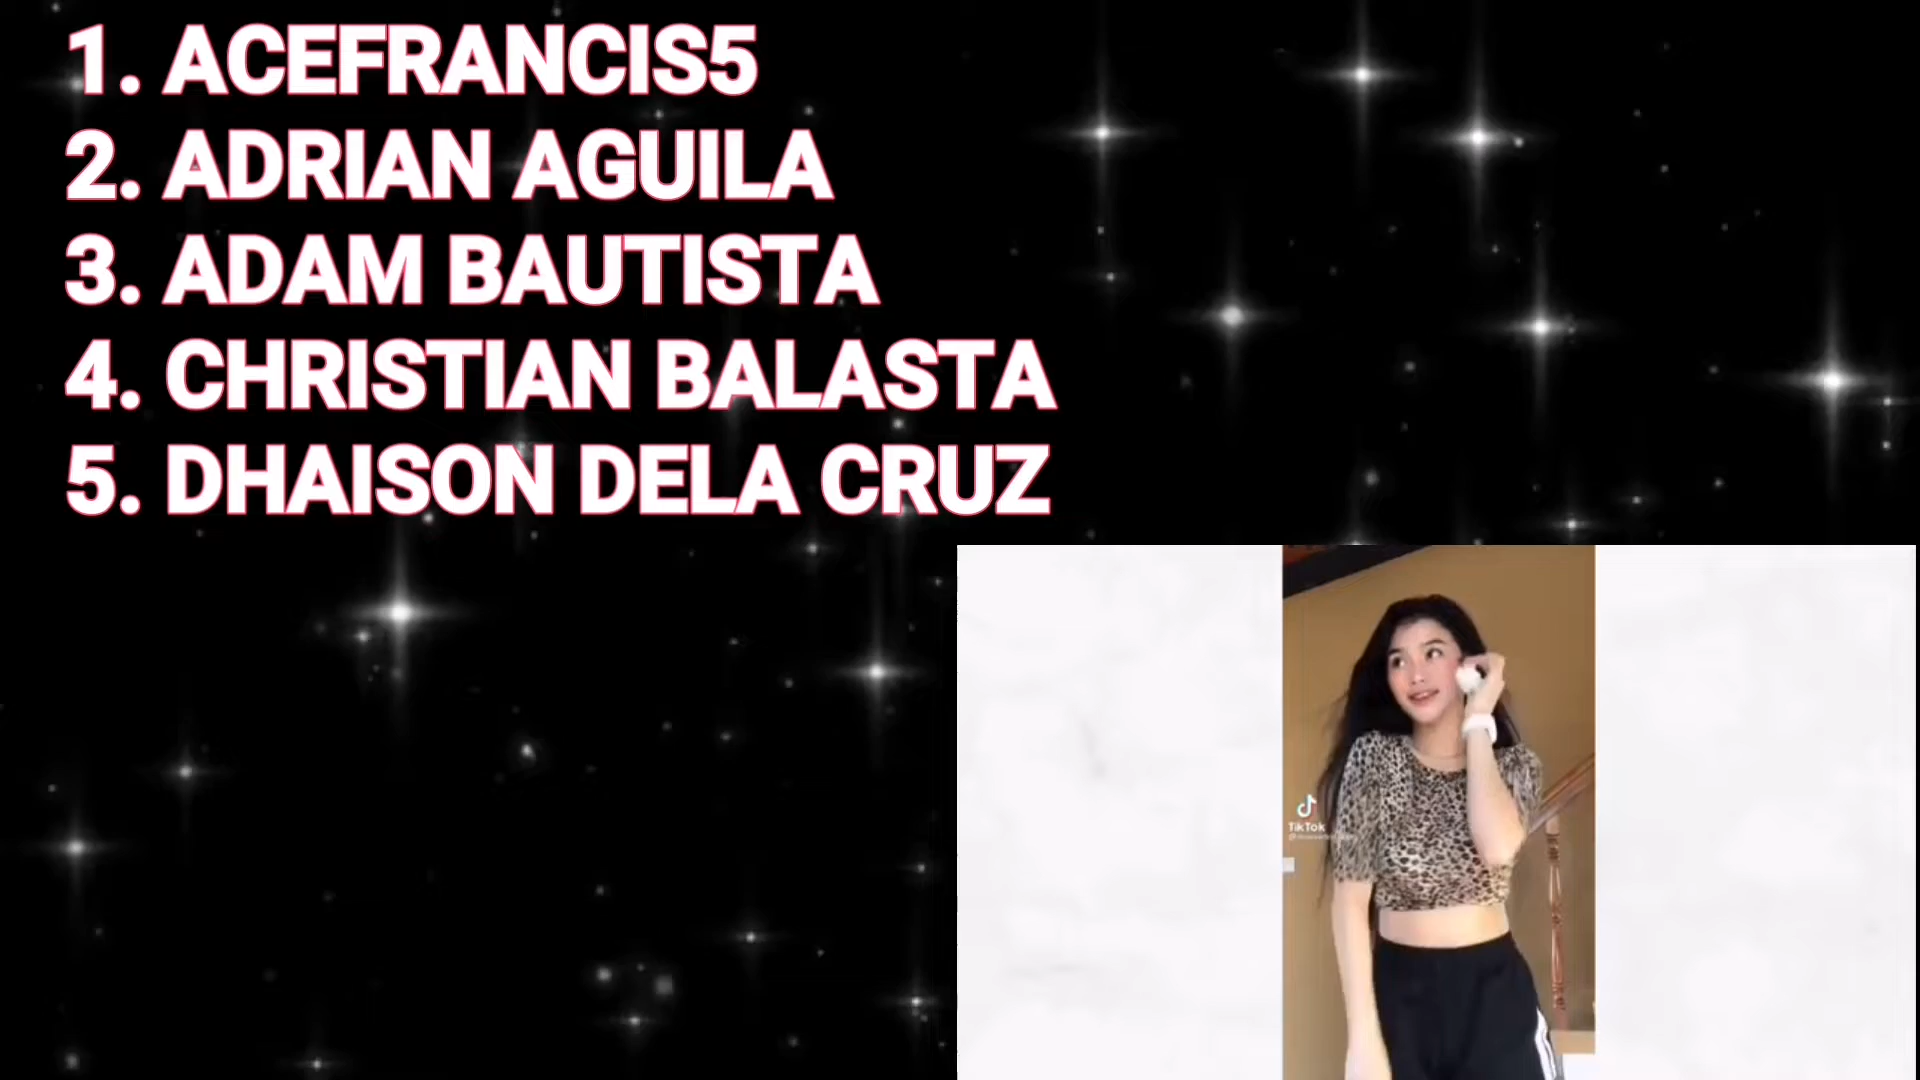 1. ACEFRANCIS5
2. ADRIAN AGUILA
3. ADAM BAUTISTA
4. CHRISTIAN BALASTA
5. DHAISON DELA CRUZ
TikTok